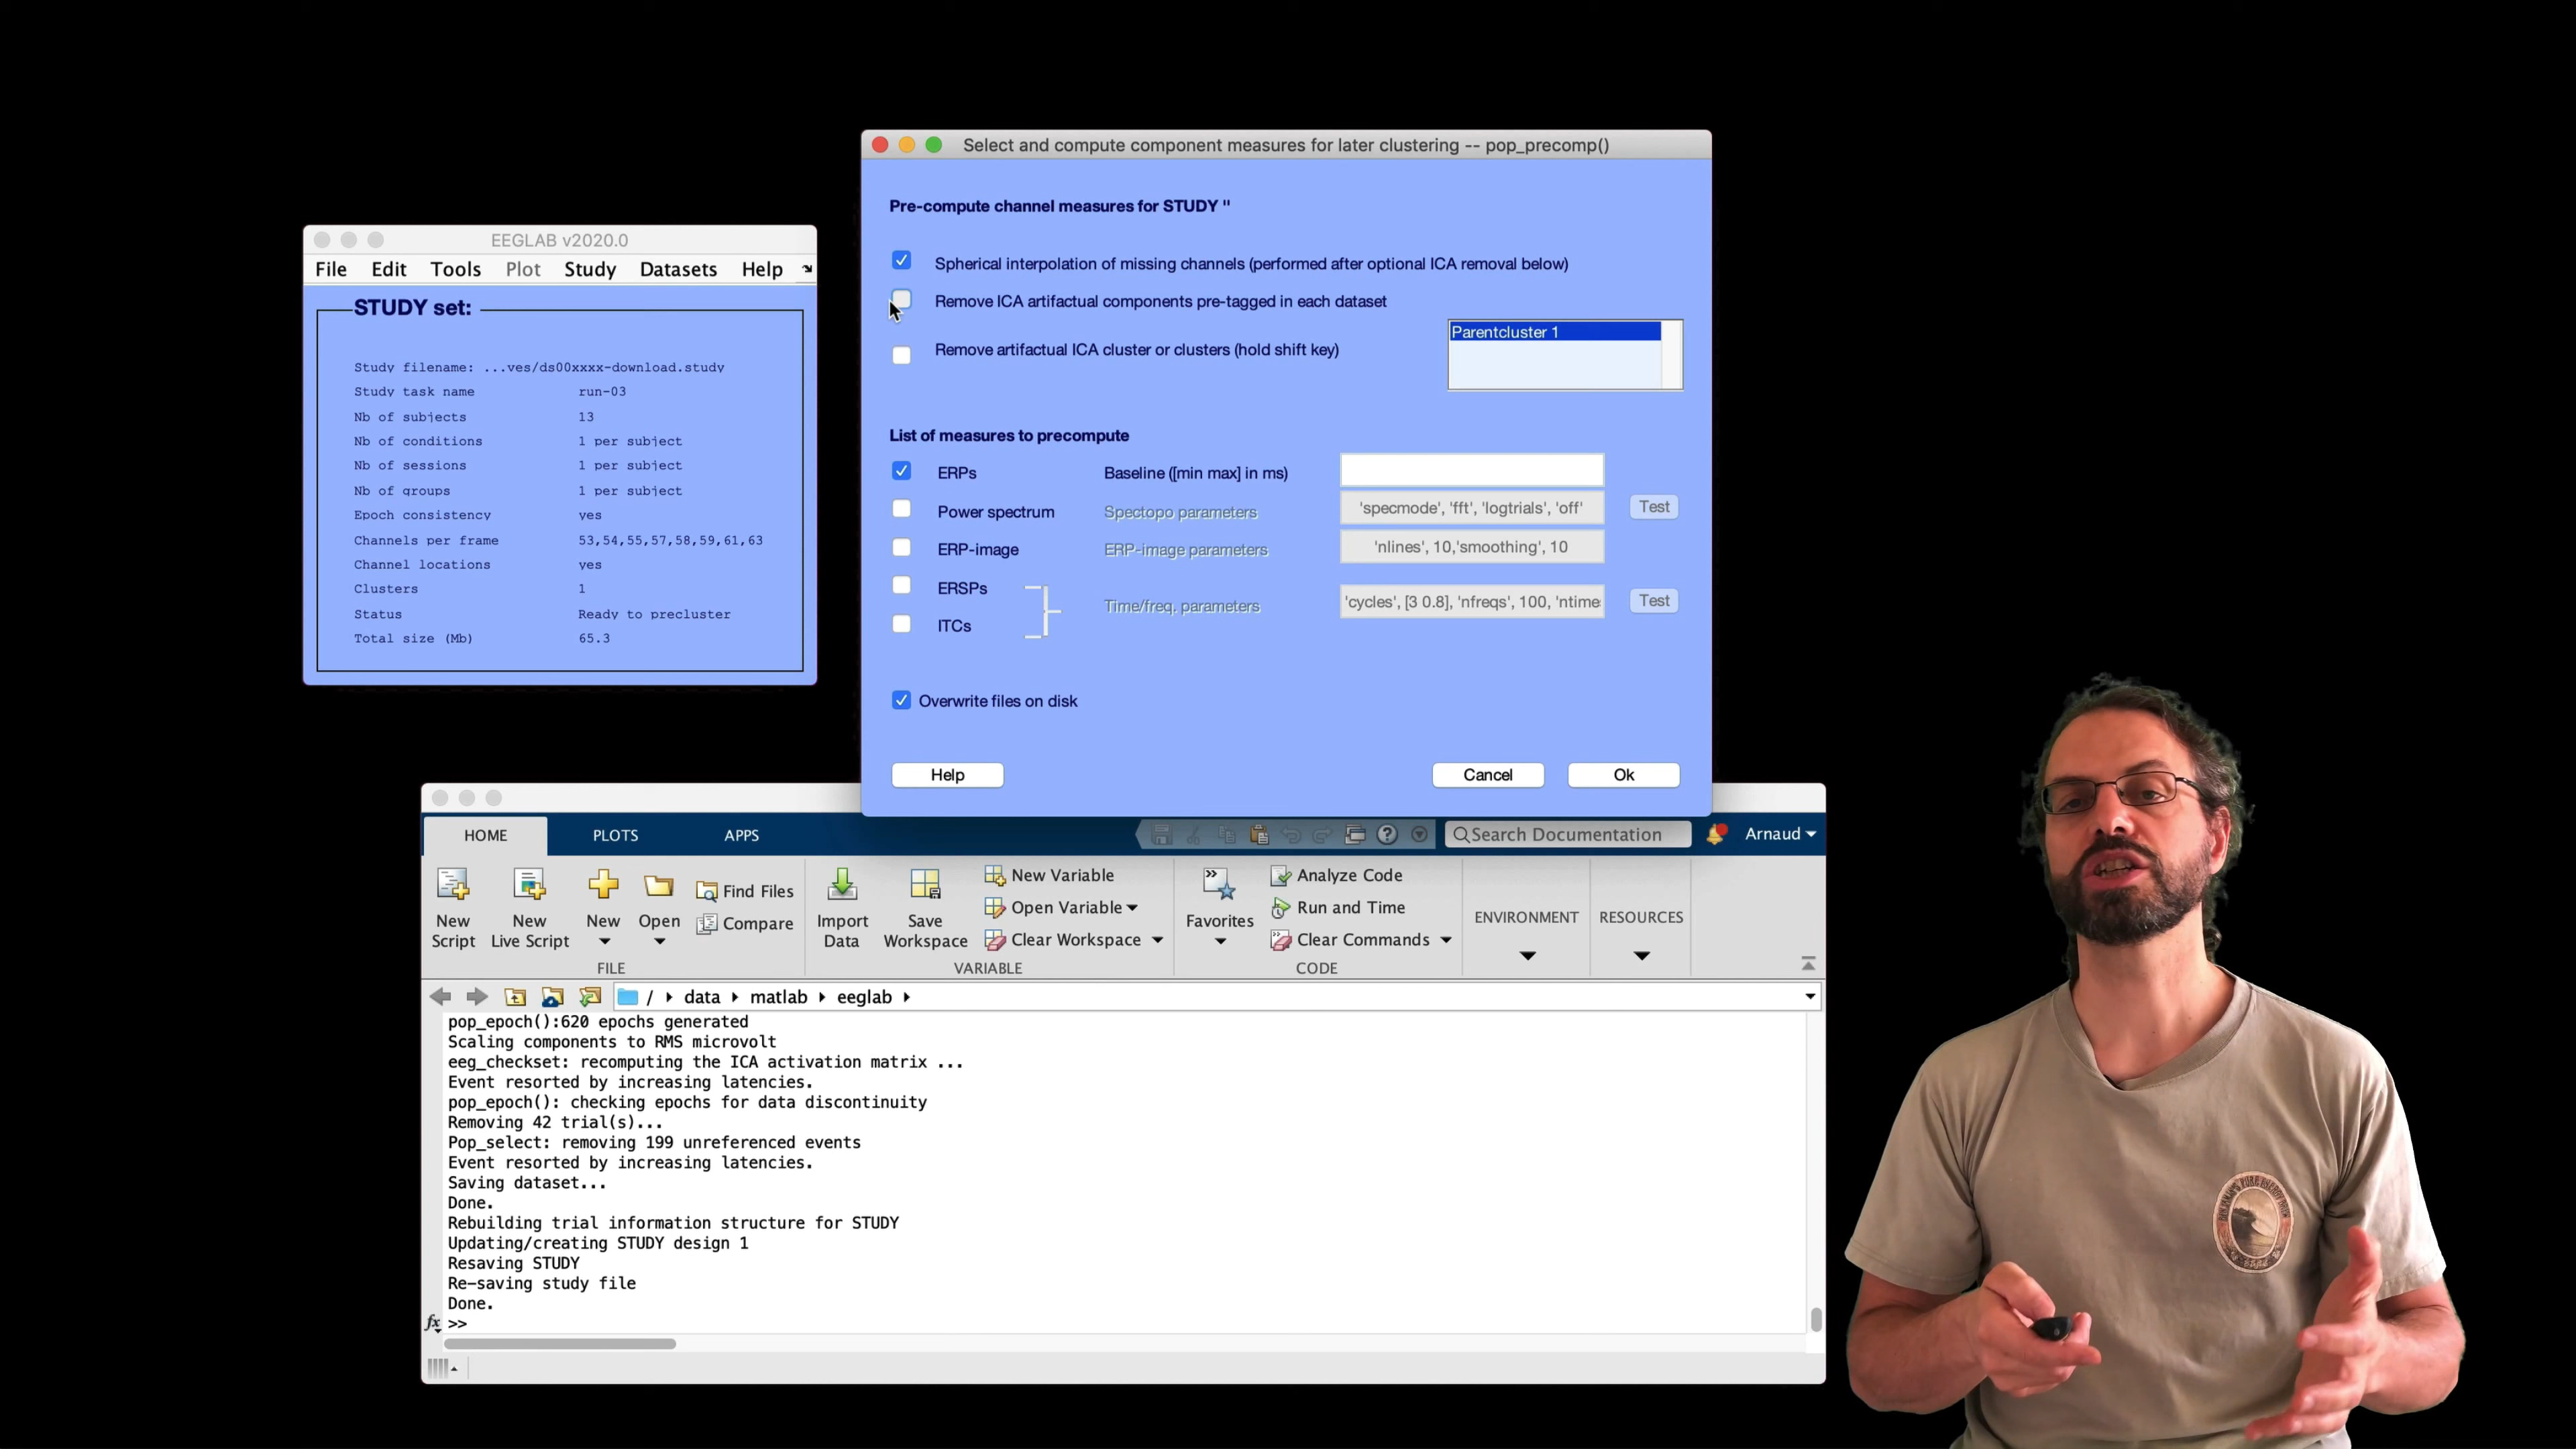 Select and compute component measures for later clustering -- pop_precomp()
Pre-compute channel measures for STUDY ''
Spherical interpolation of missing channels (performed after optional ICA removal below)
Remove ICA artifactual components pre-tagged in each dataset
Remove artifactual ICA cluster or clusters (hold shift key)
Parentcluster 1
List of measures to precompute
ERPs Baseline ([min max] in ms)
Power spectrum Spectopo parameters 'specmode', 'fft', 'logtrials', 'off' Test
ERP-image ERP-image parameters 'nlines', 10,'smoothing', 10
ERSPs
Time/freq. parameters 'cycles', [3 0.8], 'nfreqs', 100, 'ntime Test
ITCs
Overwrite files on disk
Help Cancel Ok
EEGLAB v2020.0
File Edit Tools Plot Study Datasets Help
STUDY set:
Study filename: ...ves/ds00xxxx-download.study
Study task name run-03
Nb of subjects 13
Nb of conditions 1 per subject
Nb of sessions 1 per subject
Nb of groups 1 per subject
Epoch consistency yes
Channels per frame 53,54,55,57,58,59,61,63
Channel locations yes
Clusters 1
Status Ready to precluster
Total size (Mb) 65.3
HOME PLOTS APPS Search Documentation Arnaud
New Script New Live Script New Open Find Files Compare FILE
Import Data Save Workspace New Variable Open Variable Clear Workspace VARIABLE
Favorites Analyze Code Run and Time Clear Commands CODE
ENVIRONMENT RESOURCES
/ data matlab eeglab
pop_epoch():620 epochs generated
Scaling components to RMS microvolt
eeg_checkset: recomputing the ICA activation matrix ...
Event resorted by increasing latencies.
pop_epoch(): checking epochs for data discontinuity
Removing 42 trial(s)...
Pop_select: removing 199 unreferenced events
Event resorted by increasing latencies.
Saving dataset...
Done.
Rebuilding trial information structure for STUDY
Updating/creating STUDY design 1
Resaving STUDY
Re-saving study file
Done.
fx >>